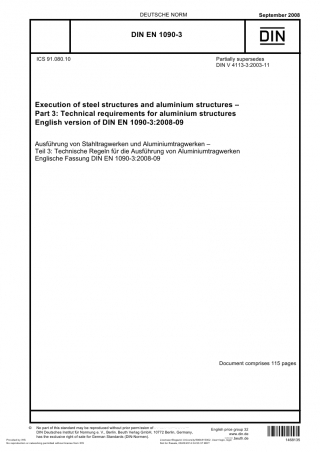 DEUTSCHE NORM
September 2008
DIN EN 1090-3
DIN
ICS 91.080.10
Partially supersedes
DIN V 4113-3:2003-11
Execution of steel structures and aluminium structures –
Part 3: Technical requirements for aluminium structures
English version of DIN EN 1090-3:2008-09
Ausführung von Stahltragwerken und Aluminiumtragwerken –
Teil 3: Technische Regeln für die Ausführung von Aluminiumtragwerken
Englische Fassung DIN EN 1090-3:2008-09
Document comprises 115 pages
© No part of this standard may be reproduced without prior permission of
DIN Deutsches Institut für Normung e. V., Berlin. Beuth Verlag GmbH, 10772 Berlin, Germany,
has the exclusive right of sale for German Standards (DIN-Normen).
English price group 32
www.din.de
www.beuth.de